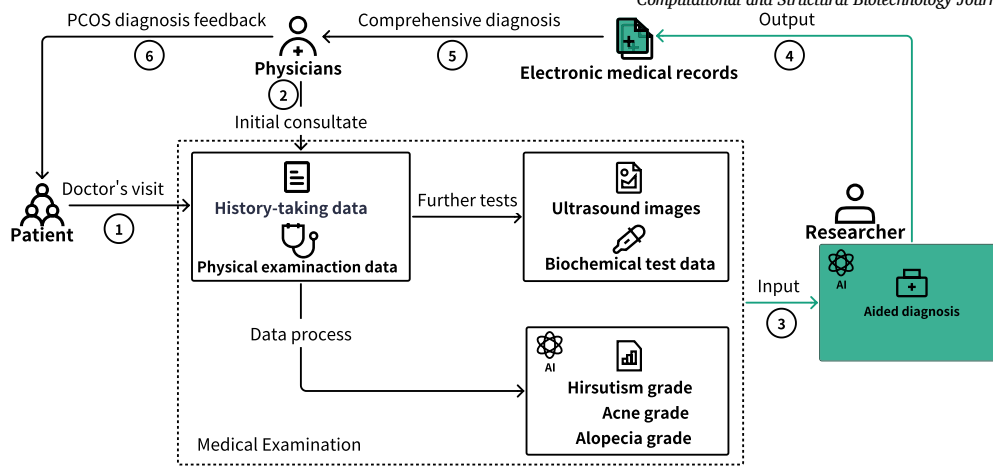 Computational and Structural Biotechnology Journ
PCOS diagnosis feedback
6
Physicians
Comprehensive diagnosis
5
Electronic medical records
Output
4
2
Initial consultate
Patient
Doctor's visit
1
History-taking data
Physical examinaction data
Further tests
Ultrasound images
Biochemical test data
Data process
AI
Hirsutism grade
Acne grade
Alopecia grade
Medical Examination
Input
3
Researcher
AI
Aided diagnosis